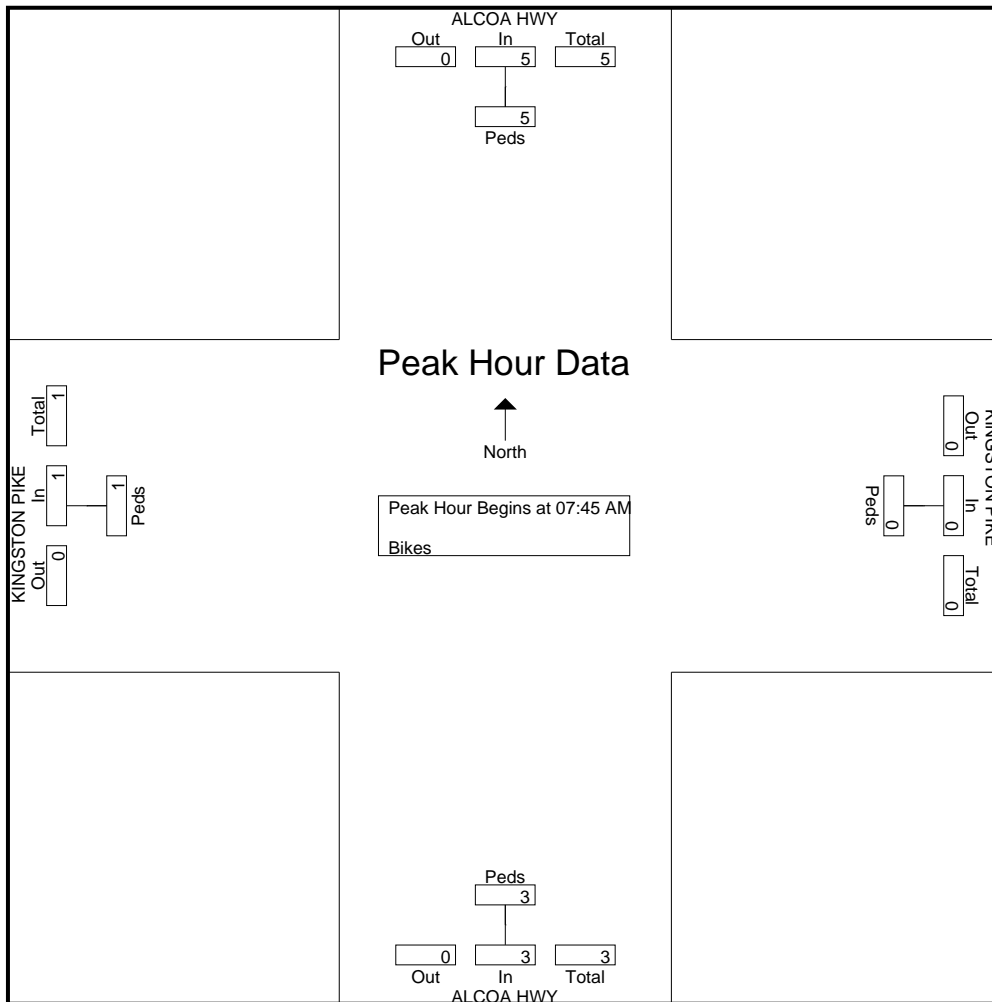 ALCOA HWY
Out In Total
0 5 5
5
Peds
Peak Hour Data
North
Peak Hour Begins at 07:45 AM
Bikes
KINGSTON PIKE
Out In Total
0 1 1
1
Peds
KINGSTON PIKE
Out In Total
0 0 0
0
Peds
Peds
3
0 3 3
Out In Total
ALCOA HWY